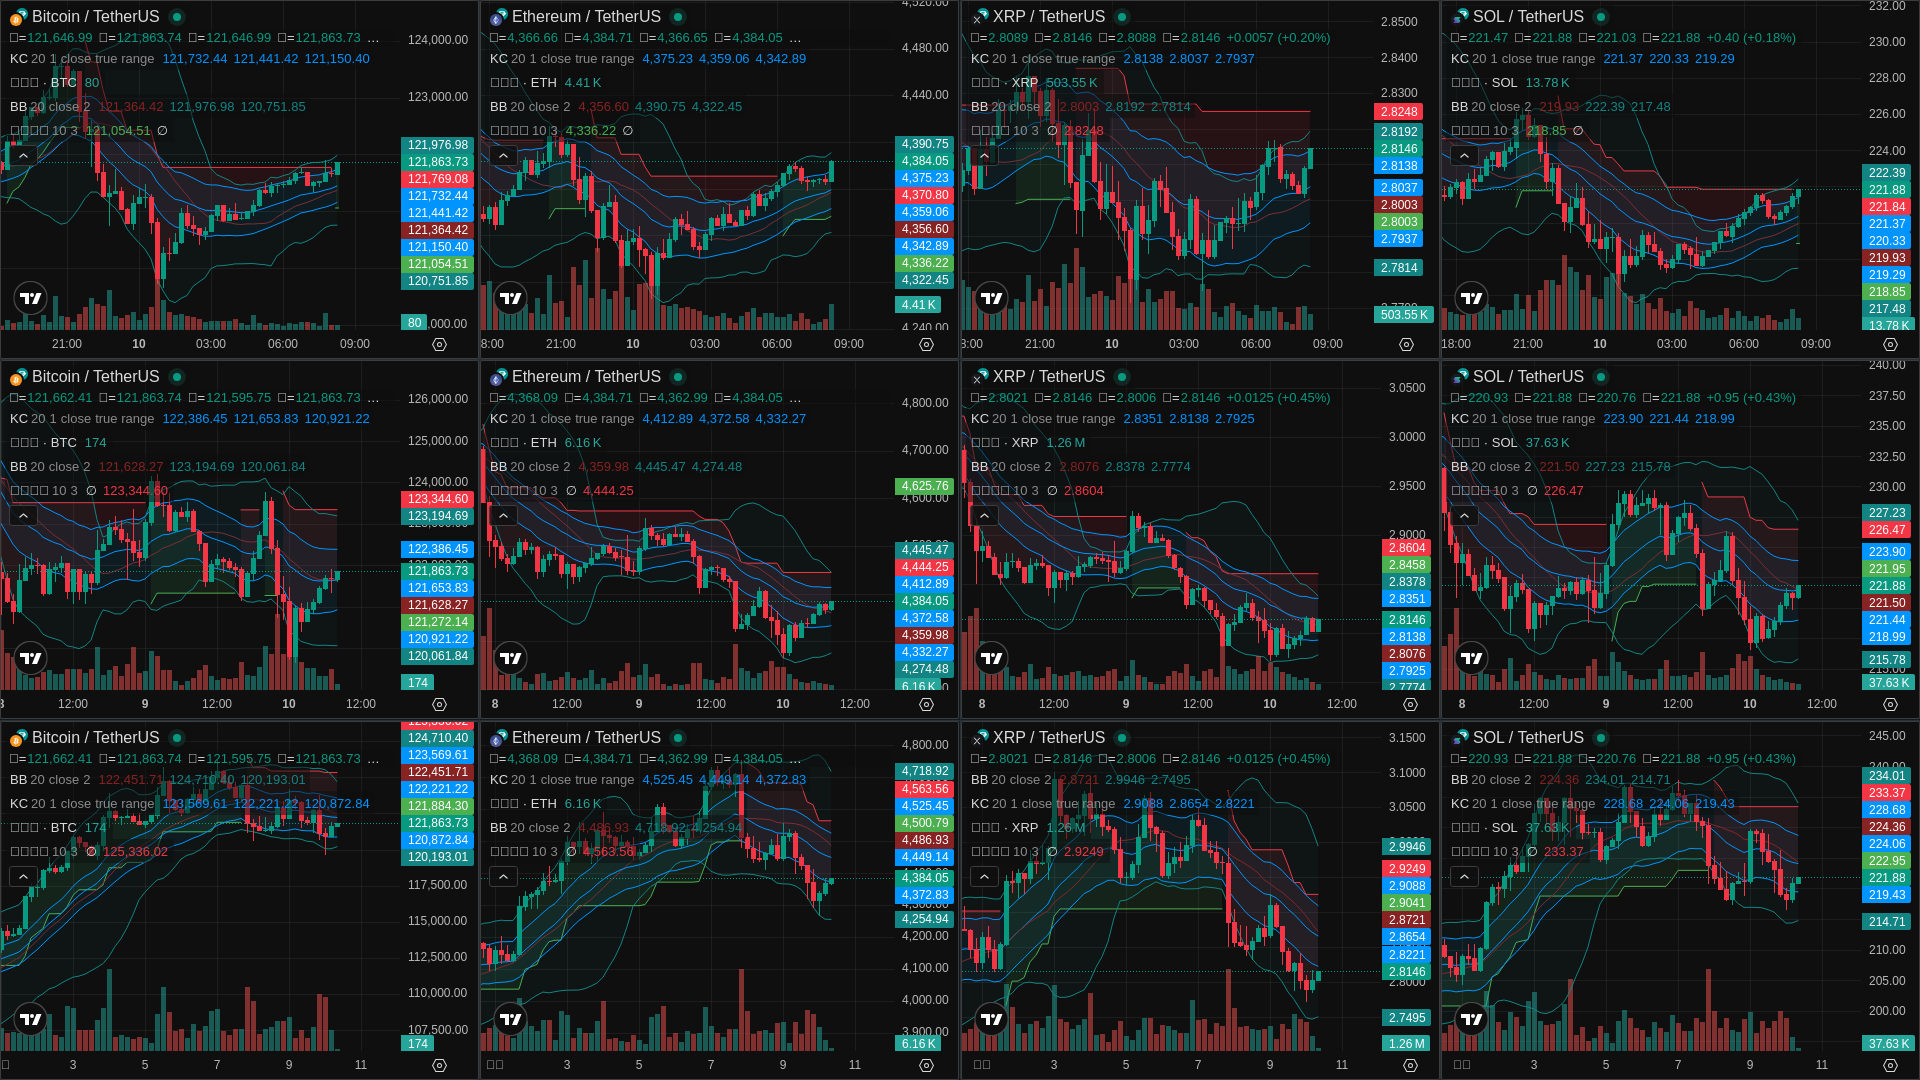 Bitcoin / TetherUS
=121,646.99 =121,863.74 =121,646.99 =121,863.73 ...
KC 20 1 close true range 121,732.44 121,441.42 121,150.40
· BTC 80
BB 20 close 2 121,364.42 121,976.98 120,751.85
10 3 121,054.51 ∅
124,000.00
123,000.00
121,976.98
121,863.73
121,769.08
121,732.44
121,441.42
121,364.42
121,150.40
121,054.51
120,751.85
80
,000.00
21:00 10 03:00 06:00 09:00
Ethereum / TetherUS
=4,366.66 =4,384.71 =4,366.65 =4,384.05 ...
KC 20 1 close true range 4,375.23 4,359.06 4,342.89
· ETH 4.41 K
BB 20 close 2 4,356.60 4,390.75 4,322.45
10 3 4,336.22 ∅
4,520.00
4,480.00
4,440.00
4,390.75
4,384.05
4,375.23
4,370.80
4,359.06
4,356.60
4,342.89
4,336.22
4,322.45
4.41 K
4,240.00
8:00 21:00 10 03:00 06:00 09:00
XRP / TetherUS
=2.8089 =2.8146 =2.8088 =2.8146 +0.0057 (+0.20%)
KC 20 1 close true range 2.8138 2.8037 2.7937
· XRP 503.55 K
BB 20 close 2 2.8003 2.8192 2.7814
10 3 ∅ 2.8248
2.8500
2.8400
2.8300
2.8248
2.8192
2.8146
2.8138
2.8037
2.8003
2.8003
2.7937
2.7814
2.7700
503.55 K
8:00 21:00 10 03:00 06:00 09:00
SOL / TetherUS
=221.47 =221.88 =221.03 =221.88 +0.40 (+0.18%)
KC 20 1 close true range 221.37 220.33 219.29
· SOL 13.78 K
BB 20 close 2 219.93 222.39 217.48
10 3 218.85 ∅
232.00
230.00
228.00
226.00
224.00
222.39
221.88
221.84
221.37
220.33
219.93
219.29
218.85
217.48
13.78 K
18:00 21:00 10 03:00 06:00 09:00
Bitcoin / TetherUS
=121,662.41 =121,863.74 =121,595.75 =121,863.73 ...
KC 20 1 close true range 122,386.45 121,653.83 120,921.22
· BTC 174
BB 20 close 2 121,628.27 123,194.69 120,061.84
10 3 ∅ 123,344.60
126,000.00
125,000.00
124,000.00
123,344.60
123,194.69
122,386.45
121,863.73
121,653.83
121,628.27
121,272.14
120,921.22
120,061.84
174
12:00 9 12:00 10 12:00
Ethereum / TetherUS
=4,368.09 =4,384.71 =4,362.99 =4,384.05 ...
KC 20 1 close true range 4,412.89 4,372.58 4,332.27
· ETH 6.16 K
BB 20 close 2 4,359.98 4,445.47 4,274.48
10 3 ∅ 4,444.25
4,800.00
4,700.00
4,625.76
4,600.00
4,445.47
4,444.25
4,412.89
4,384.05
4,372.58
4,359.98
4,332.27
4,274.48
6.16 K
8 12:00 9 12:00 10 12:00
XRP / TetherUS
=2.8021 =2.8146 =2.8006 =2.8146 +0.0125 (+0.45%)
KC 20 1 close true range 2.8351 2.8138 2.7925
· XRP 1.26 M
BB 20 close 2 2.8076 2.8378 2.7774
10 3 ∅ 2.8604
3.0500
3.0000
2.9500
2.9000
2.8604
2.8458
2.8378
2.8351
2.8146
2.8138
2.8076
2.7925
2.7774
8 12:00 9 12:00 10 12:00
SOL / TetherUS
=220.93 =221.88 =220.76 =221.88 +0.95 (+0.43%)
KC 20 1 close true range 223.90 221.44 218.99
· SOL 37.63 K
BB 20 close 2 221.50 227.23 215.78
10 3 ∅ 226.47
240.00
237.50
235.00
232.50
230.00
227.23
226.47
223.90
221.95
221.88
221.50
221.44
218.99
215.78
215.00
37.63 K
8 12:00 9 12:00 10 12:00
Bitcoin / TetherUS
=121,662.41 =121,863.74 =121,595.75 =121,863.73 ...
BB 20 close 2 122,451.71 124,710.40 120,193.01
KC 20 1 close true range 123,569.61 122,221.22 120,872.84
· BTC 174
10 3 ∅ 125,336.02
124,710.40
123,569.61
122,451.71
122,221.22
121,884.30
121,863.73
120,872.84
120,193.01
117,500.00
115,000.00
112,500.00
110,000.00
107,500.00
174
3 5 7 9 11
Ethereum / TetherUS
=4,368.09 =4,384.71 =4,362.99 =4,384.05 ...
KC 20 1 close true range 4,525.45 4,449.14 4,372.83
· ETH 6.16 K
BB 20 close 2 4,486.93 4,718.92 4,254.94
10 3 ∅ 4,563.56
4,800.00
4,718.92
4,563.56
4,525.45
4,500.79
4,486.93
4,449.14
4,384.05
4,372.83
4,300.00
4,254.94
4,200.00
4,100.00
4,000.00
3,900.00
6.16 K
3 5 7 9 11
XRP / TetherUS
=2.8021 =2.8146 =2.8006 =2.8146 +0.0125 (+0.45%)
BB 20 close 2 2.8721 2.9946 2.7495
KC 20 1 close true range 2.9088 2.8654 2.8221
· XRP 1.26 M
10 3 ∅ 2.9249
3.1500
3.1000
3.0500
2.9946
2.9249
2.9088
2.9041
2.8721
2.8654
2.8221
2.8146
2.8000
2.7495
1.26 M
3 5 7 9 11
SOL / TetherUS
=220.93 =221.88 =220.76 =221.88 +0.95 (+0.43%)
BB 20 close 2 224.36 234.01 214.71
KC 20 1 close true range 228.68 224.06 219.43
· SOL 37.63 K
10 3 ∅ 233.37
245.00
240.00
234.01
233.37
228.68
224.36
224.06
222.95
221.88
219.43
214.71
210.00
205.00
200.00
37.63 K
3 5 7 9 11